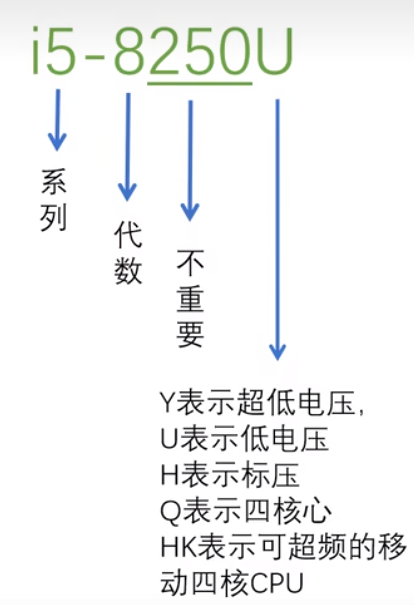 i5-8250U
系列
代数
不重要
Y表示超低电压,
U表示低电压
H表示标压
Q表示四核心
HK表示可超频的移
动四核CPU